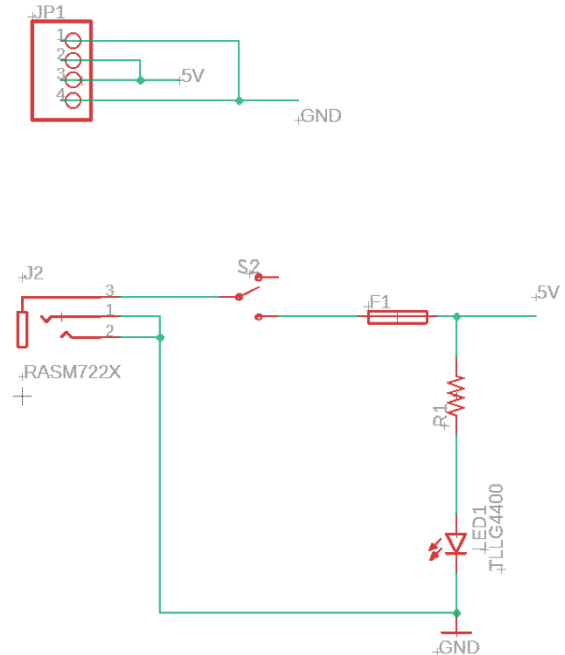 JP1
1
2
3
4
5V
GND
J2
3
1
2
RASM722X
S2
F1
5V
R1
LED1
TLLG4400
GND